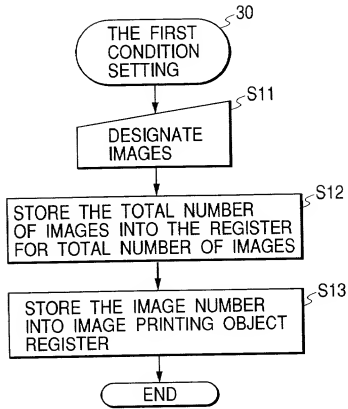 30
THE FIRST
CONDITION
SETTING
S11
DESIGNATE
IMAGES
S12
STORE THE TOTAL NUMBER
OF IMAGES INTO THE REGISTER
FOR TOTAL NUMBER OF IMAGES
S13
STORE THE IMAGE NUMBER
INTO IMAGE PRINTING OBJECT
REGISTER
END